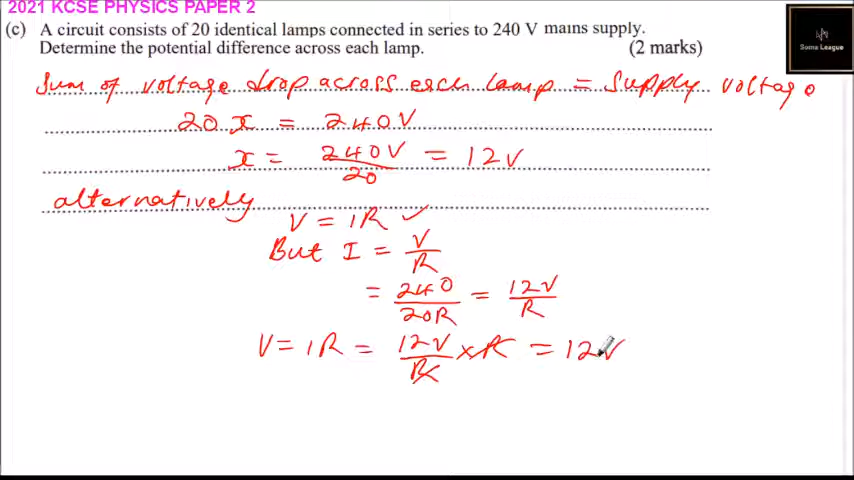 2021 KCSE PHYSICS PAPER 2
(c) A circuit consists of 20 identical lamps connected in series to 240 V mains supply.
Determine the potential difference across each lamp. (2 marks)
Soma League
Sum of voltage drop across each lamp = Supply voltage
20x = 240V
x = 240V/20 = 12V
alternatively
V = IR ✓
But I = V/R
= 240/20R = 12V/R
V = IR = 12V/R × R = 12V